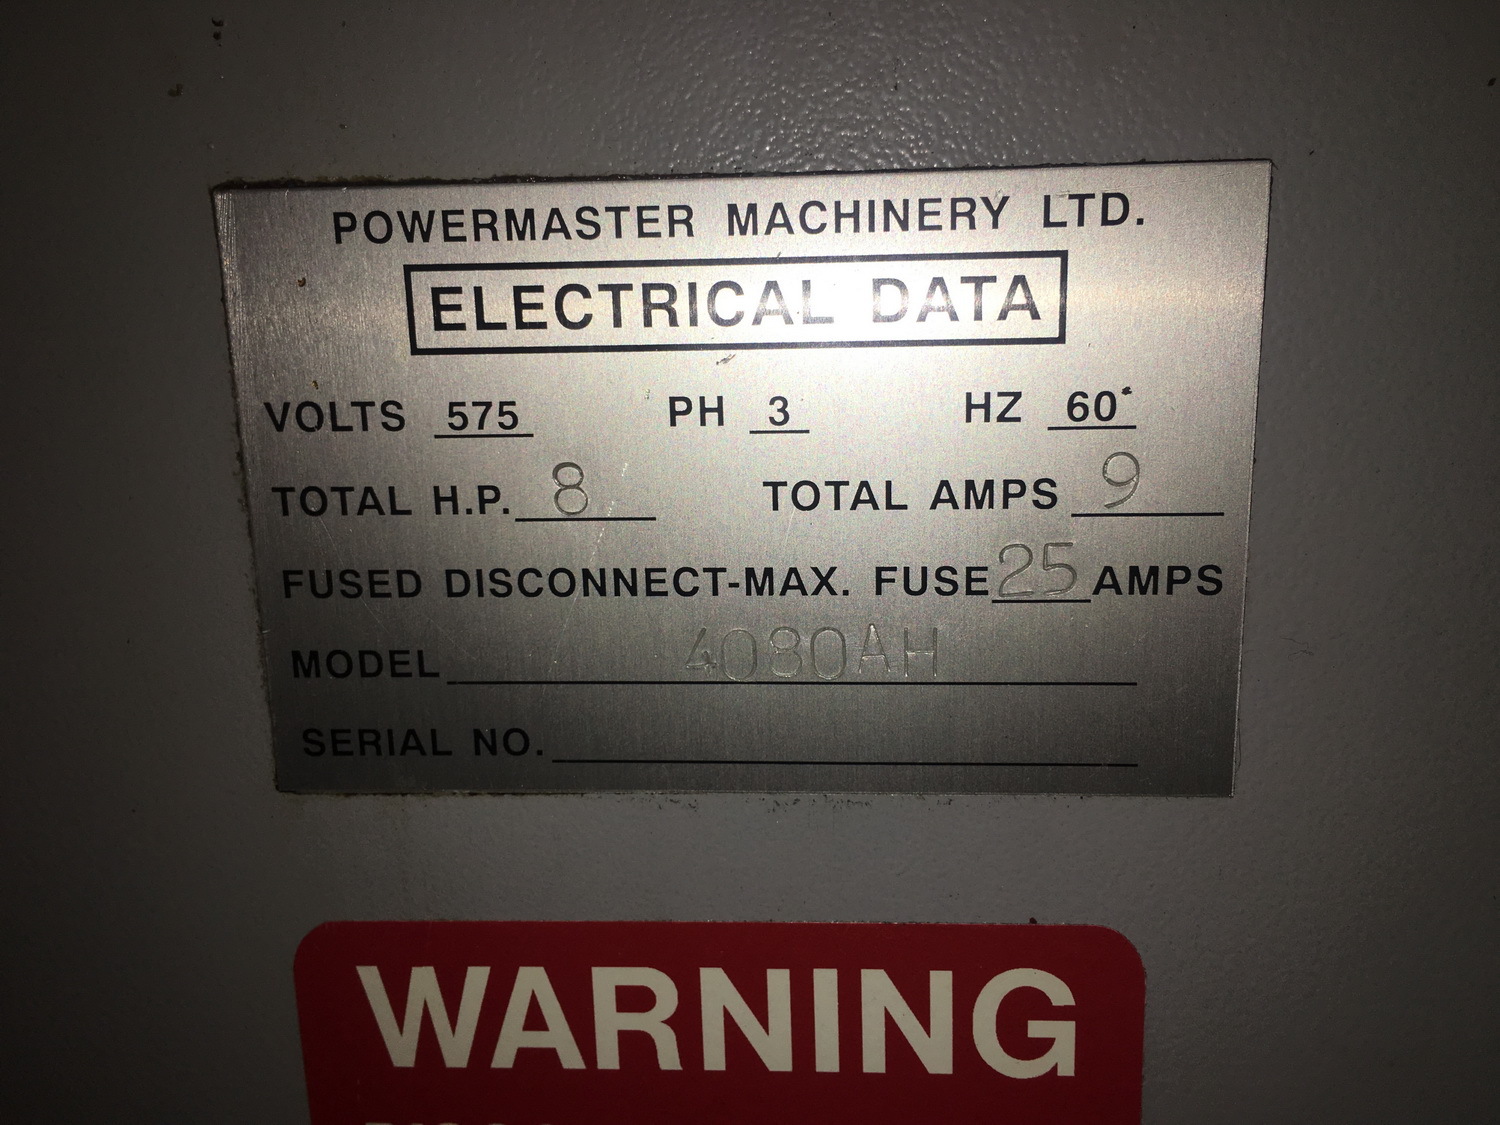 POWERMASTER MACHINERY LTD.
ELECTRICAL DATA
VOLTS 575 PH 3 HZ 60
TOTAL H.P. 8 TOTAL AMPS 9
FUSED DISCONNECT-MAX. FUSE 25 AMPS
MODEL 4080AH
SERIAL NO.
WARNING